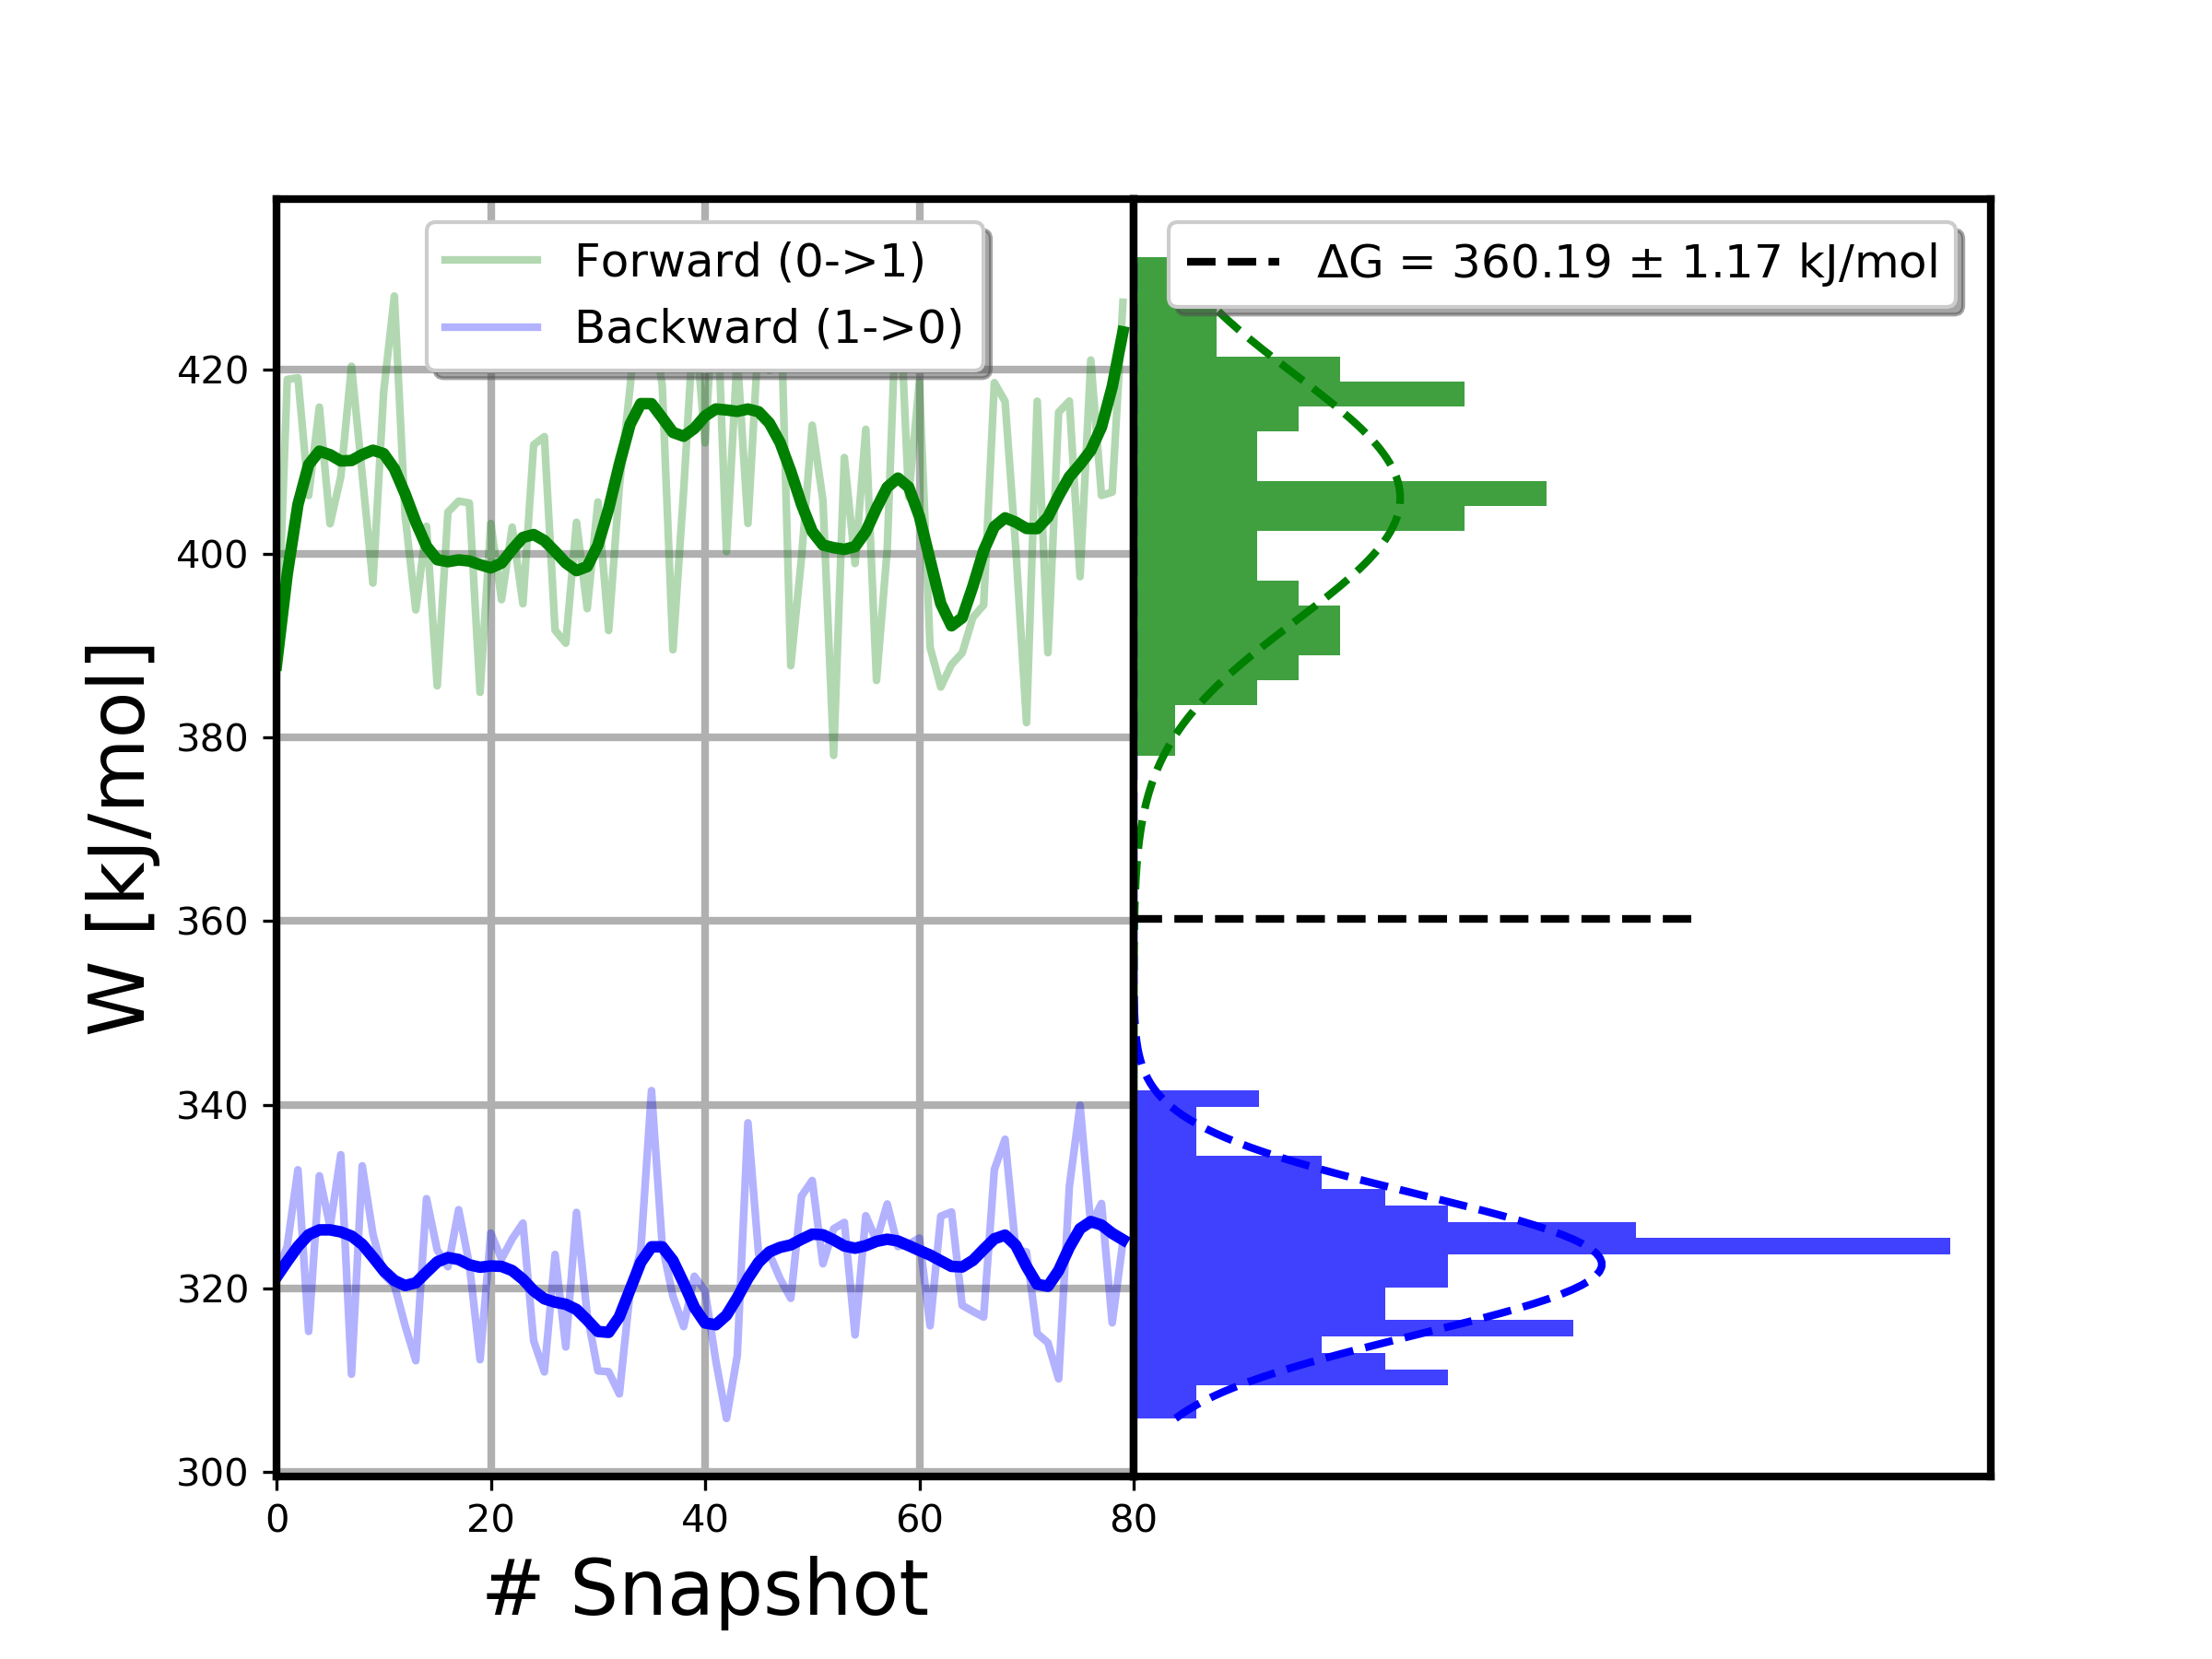 Forward (0->1)
Backward (1->0)
ΔG = 360.19 ± 1.17 kJ/mol
W [kJ/mol]
420
400
380
360
340
320
300
0 20 40 60 80
# Snapshot